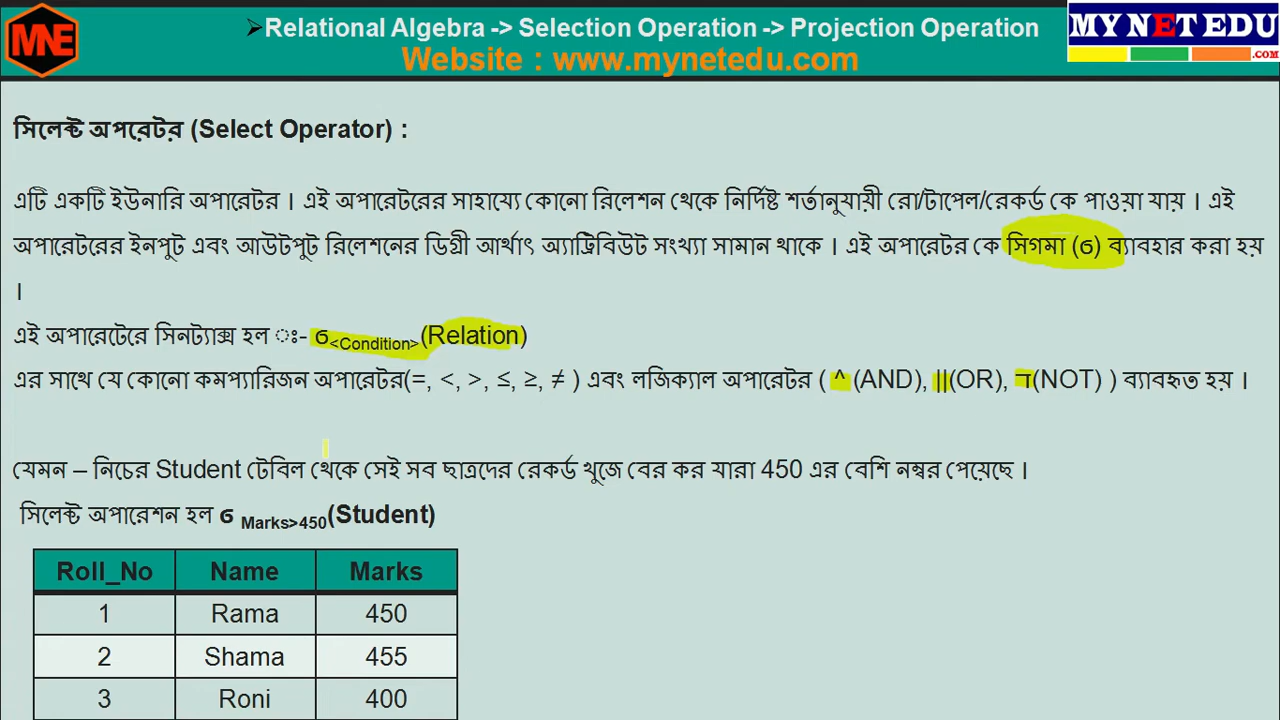 MNE
➢Relational Algebra -> Selection Operation -> Projection Operation
Website : www.mynetedu.com
MY NET EDU
.COM
সিলেক্ট অপরেটর (Select Operator) :
এটি একটি ইউনারি অপারেটর । এই অপারেটরের সাহায্যে কোনো রিলেশন থেকে নির্দিষ্ট শর্তানুযায়ী রো/টাপেল/রেকর্ড কে পাওয়া যায় । এই
অপারেটরের ইনপুট এবং আউটপুট রিলেশনের ডিগ্রী আর্থাৎ অ্যাট্রিবিউট সংখ্যা সামান থাকে । এই অপারেটর কে সিগমা (ϭ) ব্যাবহার করা হয়
।
এই অপারেটেরে সিনট্যাক্স হল ঃ- ϭ<Condition>(Relation)
এর সাথে যে কোনো কমপ্যারিজন অপারেটর(=, <, >, ≤, ≥, ≠ ) এবং লজিক্যাল অপারেটর ( ^ (AND), ||(OR), ㄱ(NOT) ) ব্যাবহৃত হয় ।
যেমন – নিচের Student টেবিল থেকে সেই সব ছাত্রদের রেকর্ড খুজে বের কর যারা 450 এর বেশি নম্বর পেয়েছে ।
সিলেক্ট অপারেশন হল ϭ Marks>450(Student)
Roll_No Name Marks
1 Rama 450
2 Shama 455
3 Roni 400